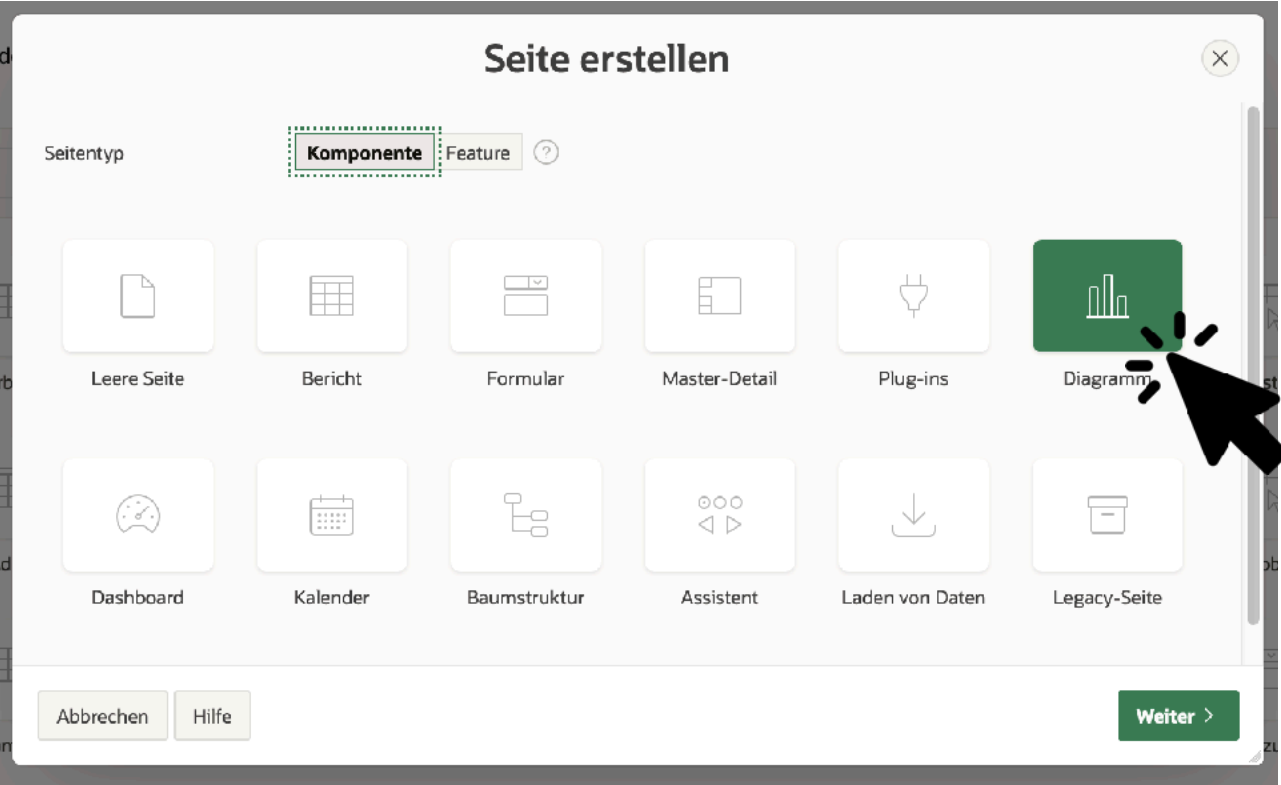 Seite erstellen
Seitentyp
Komponente
Feature
?
Leere Seite
Bericht
Formular
Master-Detail
Plug-ins
Diagramm
Dashboard
Kalender
Baumstruktur
Assistent
Laden von Daten
Legacy-Seite
Abbrechen
Hilfe
Weiter >